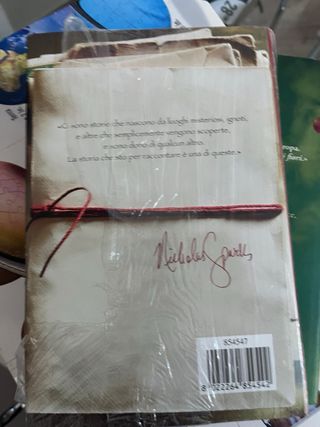 «Ci sono storie che nascono da luoghi misteriosi, ignoti,
e altre che semplicemente vengono scoperte,
e sono dono di qualcun altro.
La storia che sto per raccontare è una di queste.»
Nicholas Sparks
854547
8 022264 854542